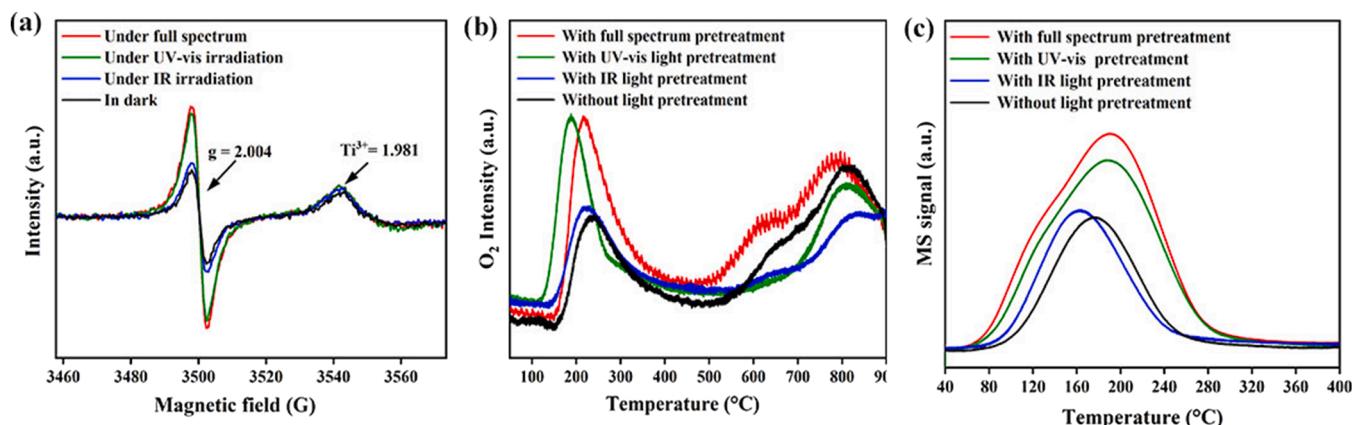 (a)
Under full spectrum
Under UV-vis irradiation
Under IR irradiation
In dark
g = 2.004
Ti³⁺= 1.981
Intensity (a.u.)
3460 3480 3500 3520 3540 3560
Magnetic field (G)
(b)
With full spectrum pretreatment
With UV-vis light pretreatment
With IR light pretreatment
Without light pretreatment
O₂ Intensity (a.u.)
100 200 300 400 500 600 700 800 90
Temperature (°C)
(c)
With full spectrum pretreatment
With UV-vis pretreatment
With IR light pretreatment
Without light pretreatment
MS signal (a.u.)
40 80 120 160 200 240 280 320 360 400
Temperature (°C)